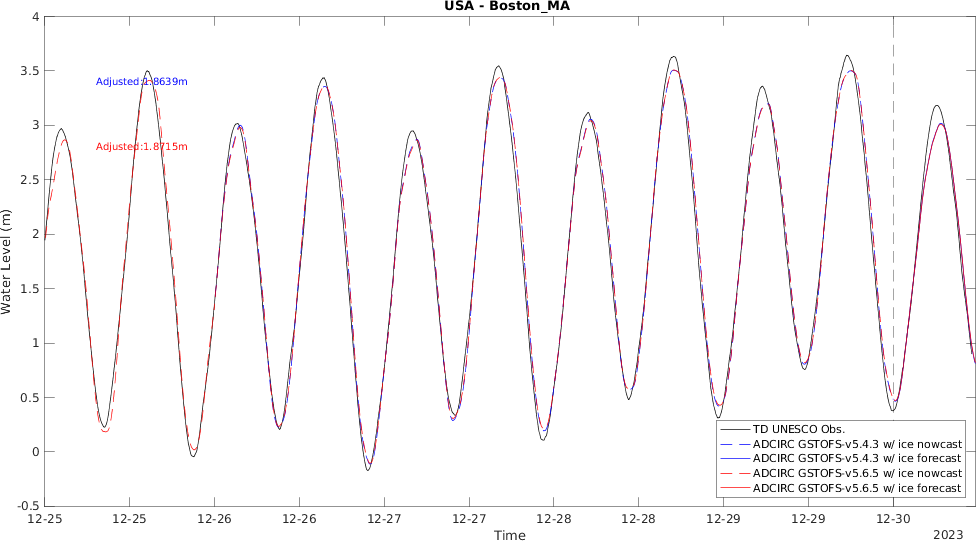 USA - Boston_MA
4
3.5
3
2.5
2
1.5
1
0.5
0
-0.5
Water Level (m)
Adjusted:1.8639m
Adjusted:1.8715m
TD UNESCO Obs.
ADCIRC GSTOFS-v5.4.3 w/ ice nowcast
ADCIRC GSTOFS-v5.4.3 w/ ice forecast
ADCIRC GSTOFS-v5.6.5 w/ ice nowcast
ADCIRC GSTOFS-v5.6.5 w/ ice forecast
12-25 12-25 12-26 12-26 12-27 12-27 12-28 12-28 12-29 12-29 12-30
Time
2023